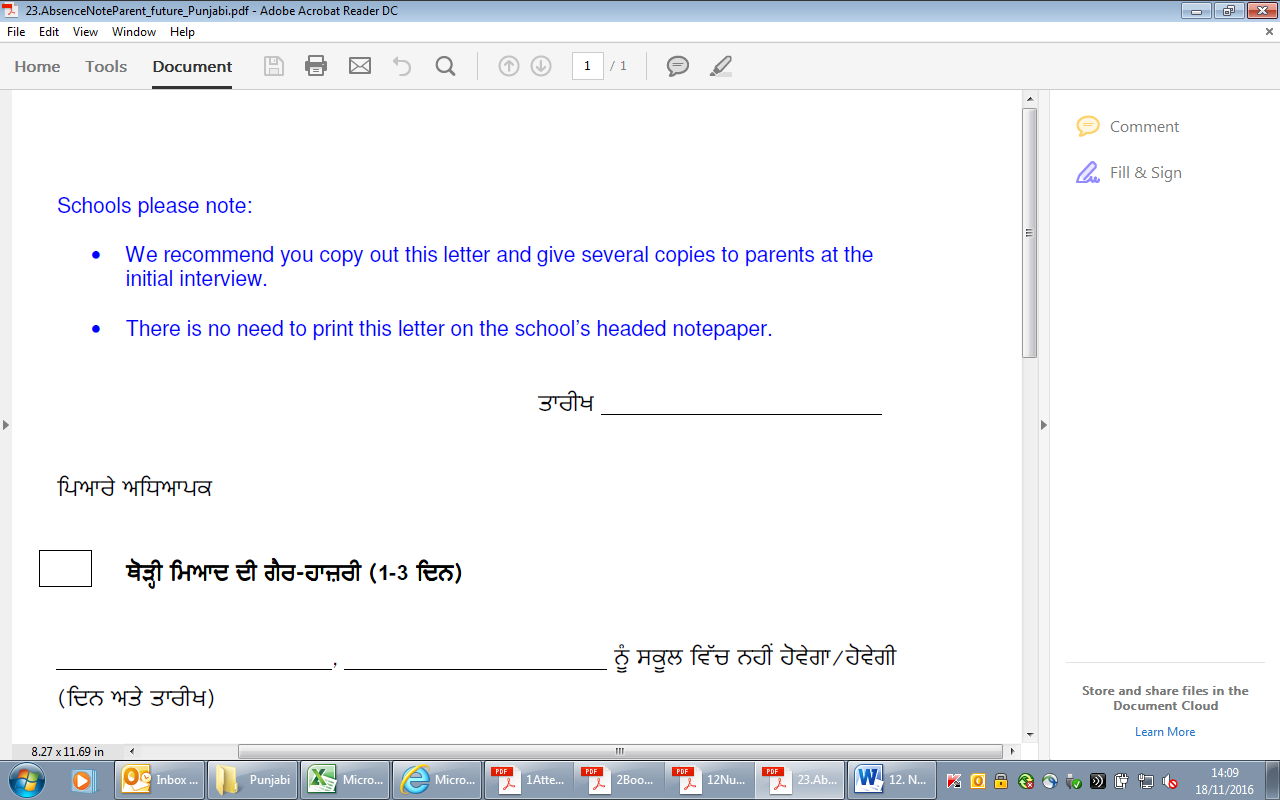 23.AbsenceNoteParent_future_Punjabi.pdf - Adobe Acrobat Reader DC
File Edit View Window Help
Home Tools Document 1 / 1
Comment
Fill & Sign
Schools please note:
• We recommend you copy out this letter and give several copies to parents at the
initial interview.
• There is no need to print this letter on the school's headed notepaper.
ਤਾਰੀਖ ________________________
ਪਿਆਰੇ ਅਧਿਆਪਕ
ਥੋੜ੍ਹੀ ਮਿਆਦ ਦੀ ਗੈਰ-ਹਾਜ਼ਰੀ (1-3 ਦਿਨ)
________________________, ________________________ ਨੂੰ ਸਕੂਲ ਵਿੱਚ ਨਹੀਂ ਹੋਵੇਗਾ/ਹੋਵੇਗੀ
(ਦਿਨ ਅਤੇ ਤਾਰੀਖ)
Store and share files in the
Document Cloud
Learn More
8.27 x 11.69 in
Inbox ... Punjabi Micro... Micro... 1Atte... 2Boo... 12Nu... 23.Ab... 12. N...
14:09
18/11/2016